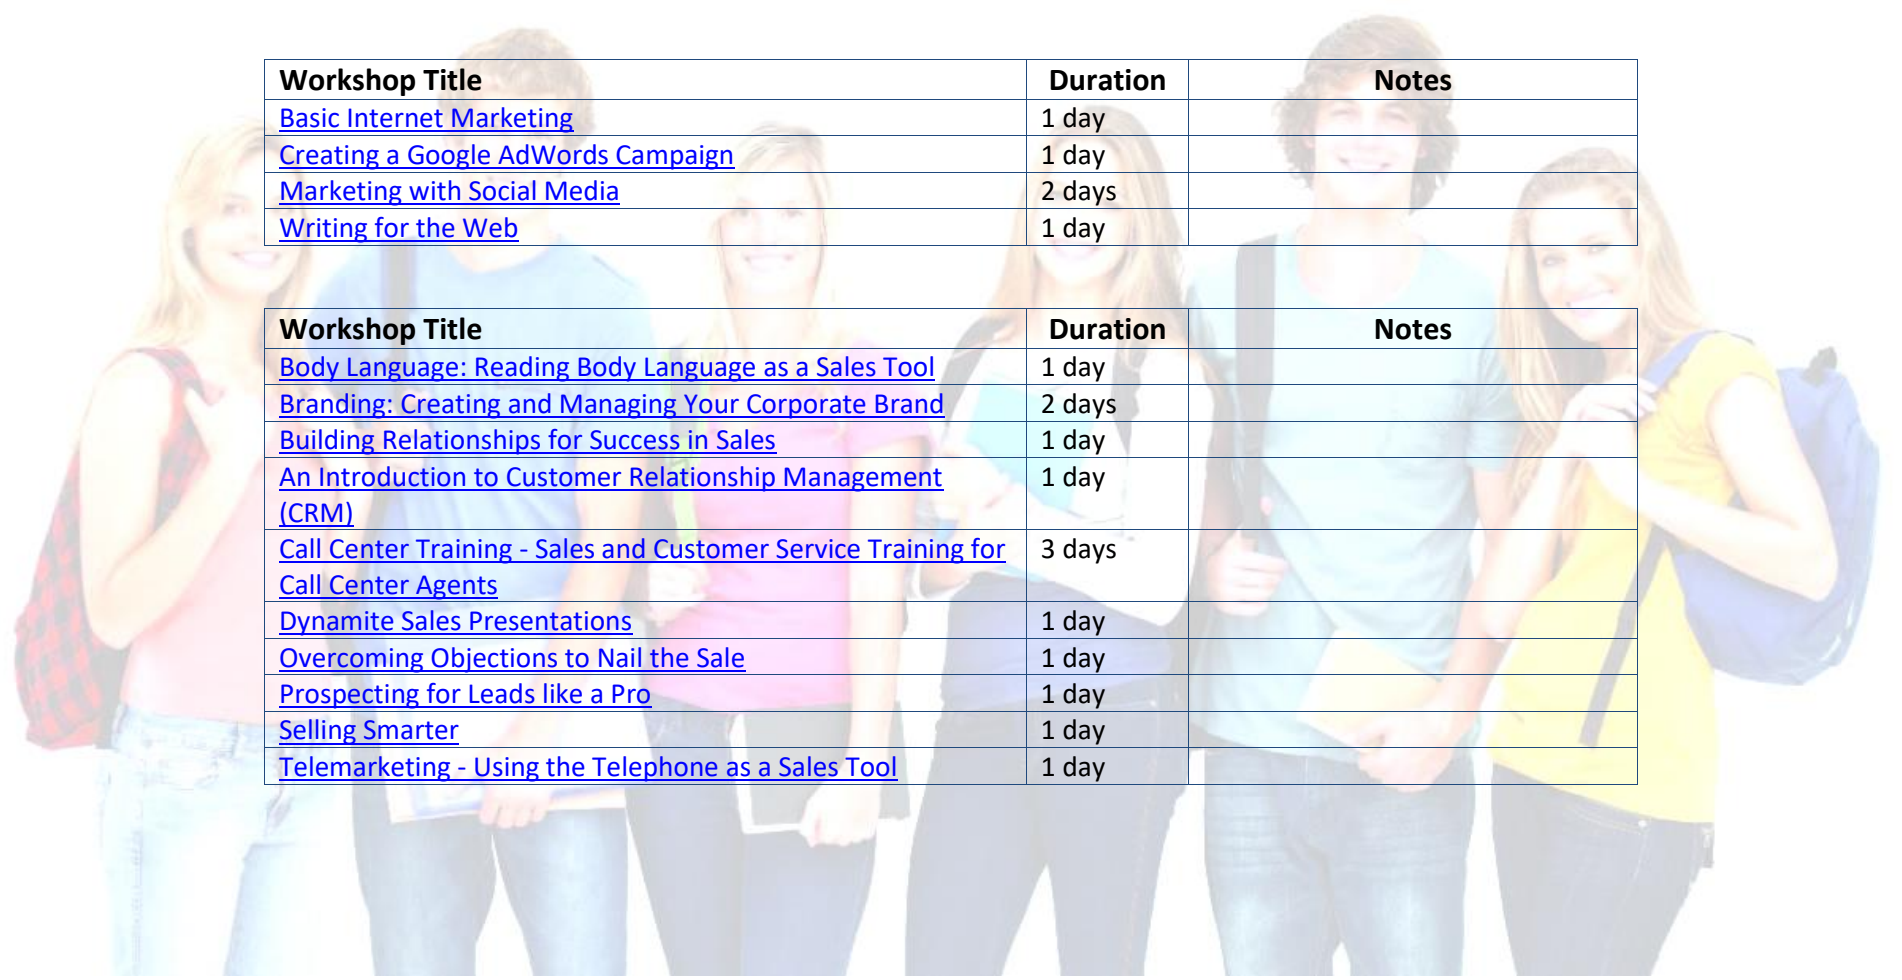 Workshop Title Duration Notes
Basic Internet Marketing 1 day
Creating a Google AdWords Campaign 1 day
Marketing with Social Media 2 days
Writing for the Web 1 day
Workshop Title Duration Notes
Body Language: Reading Body Language as a Sales Tool 1 day
Branding: Creating and Managing Your Corporate Brand 2 days
Building Relationships for Success in Sales 1 day
An Introduction to Customer Relationship Management 1 day
(CRM)
Call Center Training - Sales and Customer Service Training for 3 days
Call Center Agents
Dynamite Sales Presentations 1 day
Overcoming Objections to Nail the Sale 1 day
Prospecting for Leads like a Pro 1 day
Selling Smarter 1 day
Telemarketing - Using the Telephone as a Sales Tool 1 day